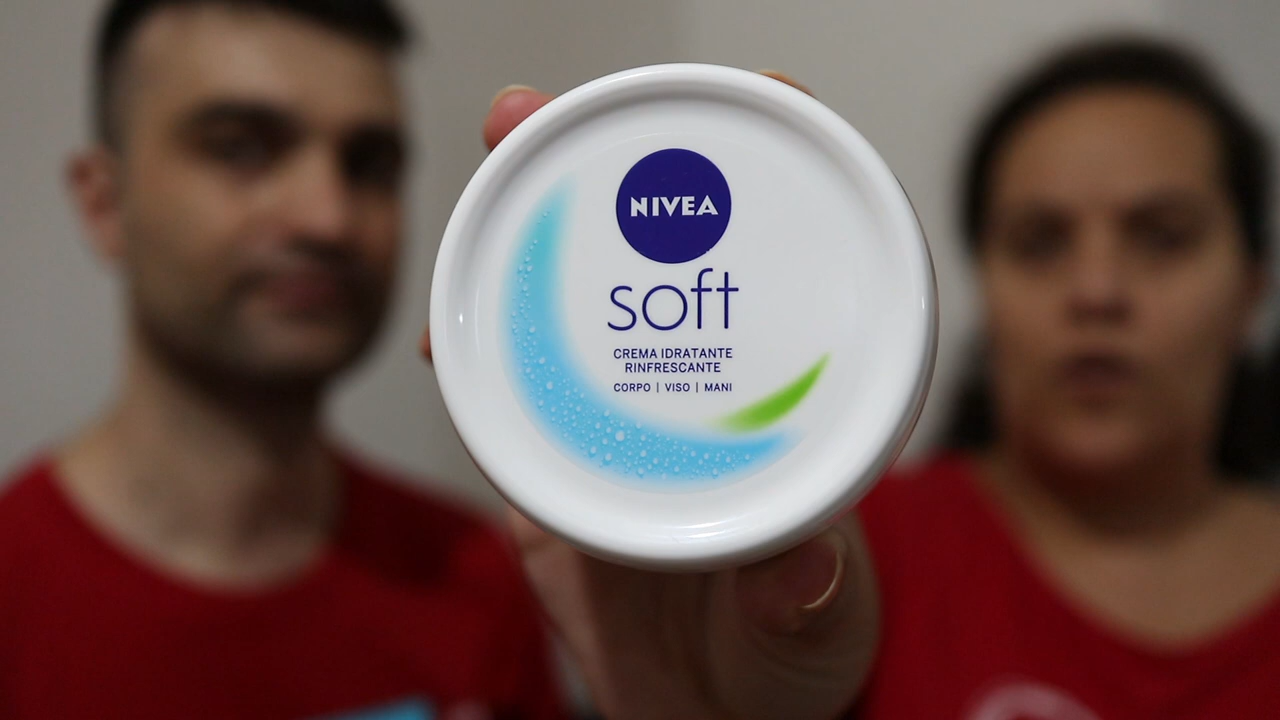 NIVEA
soft
CREMA IDRATANTE
RINFRESCANTE
CORPO | VISO | MANI